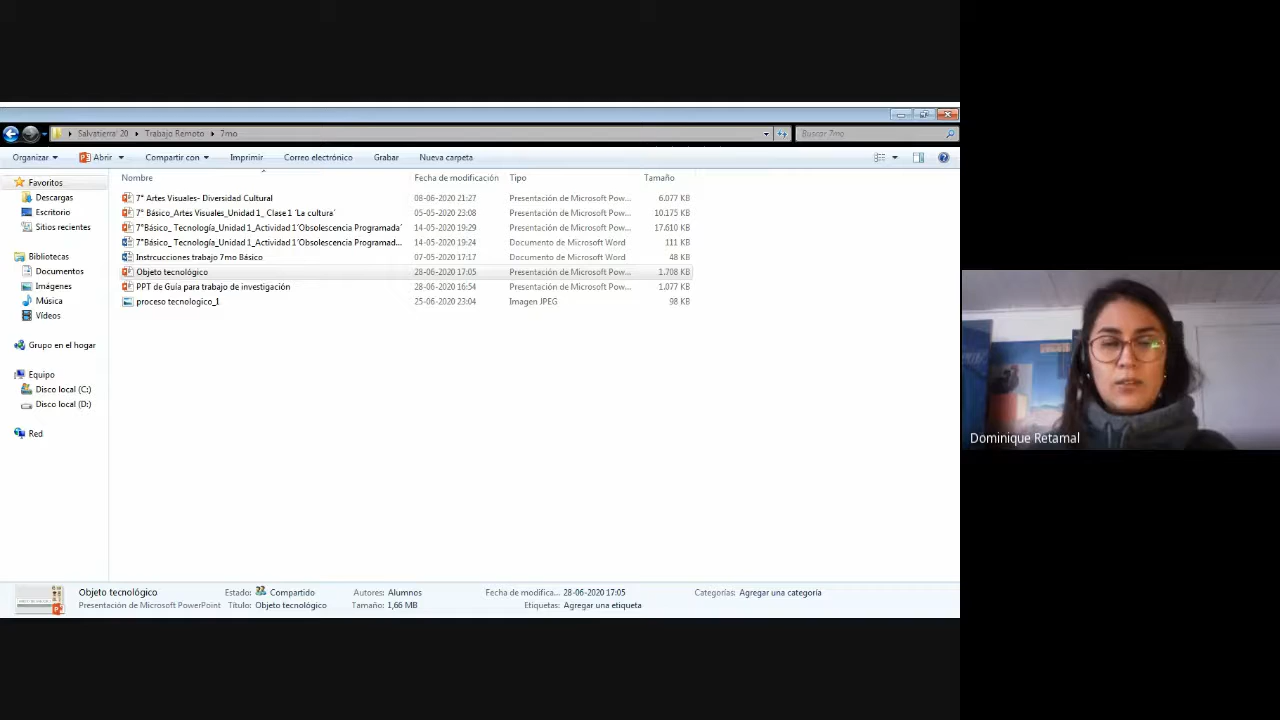 Salvatierra' 20 Trabajo Remoto 7mo Buscar 7mo
Organizar Abrir Compartir con Imprimir Correo electrónico Grabar Nueva carpeta
Nombre Fecha de modificación Tipo Tamaño
Favoritos
Descargas
Escritorio
Sitios recientes
Bibliotecas
Documentos
Imágenes
Música
Vídeos
Grupo en el hogar
Equipo
Disco local (C:)
Disco local (D:)
Red
7° Artes Visuales- Diversidad Cultural 08-06-2020 21:27 Presentación de Microsoft Pow... 6.077 KB
7° Básico_Artes Visuales_Unidad 1_ Clase 1 ´La cultura´ 05-05-2020 23:08 Presentación de Microsoft Pow... 10.175 KB
7°Básico_ Tecnología_Unidad 1_Actividad 1´Obsolescencia Programada´ 14-05-2020 19:29 Presentación de Microsoft Pow... 17.610 KB
7°Básico_ Tecnología_Unidad 1_Actividad 1´Obsolescencia Programad... 14-05-2020 19:24 Documento de Microsoft Word 111 KB
Instrucciones trabajo 7mo Básico 07-05-2020 17:17 Documento de Microsoft Word 48 KB
Objeto tecnológico 28-06-2020 17:05 Presentación de Microsoft Pow... 1.708 KB
PPT de Guía para trabajo de investigación 28-06-2020 16:54 Presentación de Microsoft Pow... 1.077 KB
proceso tecnologico_1 25-06-2020 23:04 Imagen JPEG 98 KB
Dominique Retamal
Objeto tecnológico Estado: Compartido Autores: Alumnos Fecha de modifica... 28-06-2020 17:05 Categorías: Agregar una categoría
Presentación de Microsoft PowerPoint Título: Objeto tecnológico Tamaño: 1,66 MB Etiquetas: Agregar una etiqueta